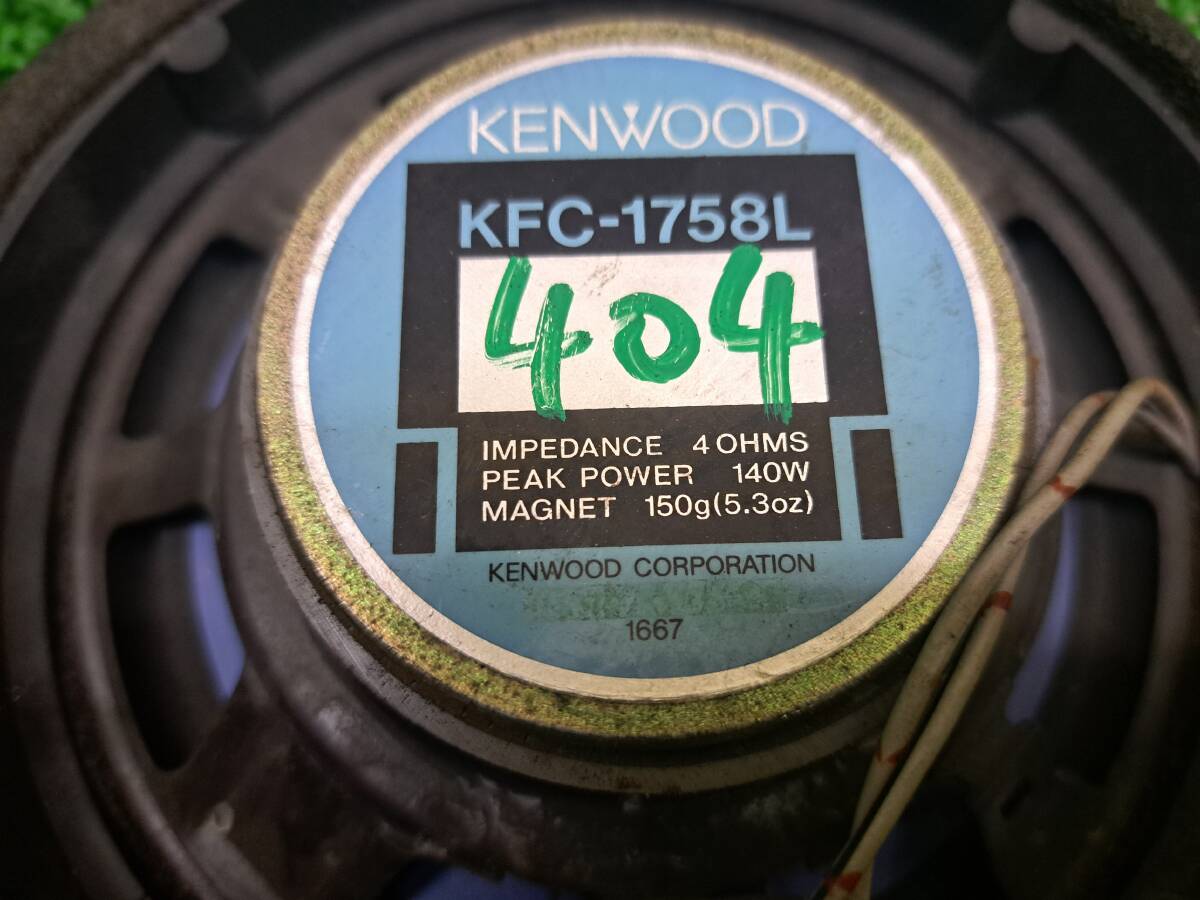 KENWOOD
KFC-1758L
404
IMPEDANCE 4 OHMS
PEAK POWER 140W
MAGNET 150g(5.3oz)
KENWOOD CORPORATION
1667